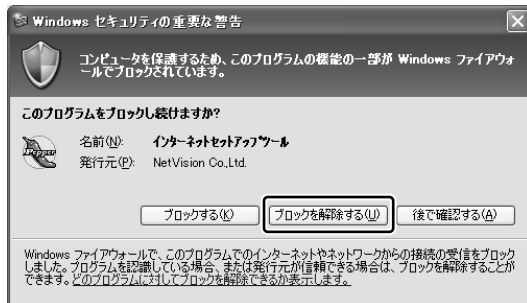 Windows セキュリティの重要な警告
コンピュータを保護するため、このプログラムの機能の一部が Windows ファイアウォ
ールでブロックされています。
このプログラムをブロックし続けますか?
Pepper
名前(N): インターネットセットアップツール
発行元(P): NetVision Co.,Ltd.
ブロックする(K) ブロックを解除する(U) 後で確認する(A)
Windows ファイアウォールで、このプログラムでのインターネットやネットワークからの接続の受信をブロック
しました。プログラムを認識している場合、または発行元が信頼できる場合は、ブロックを解除することが
できます。どのプログラムに対してブロックを解除できるか表示します。